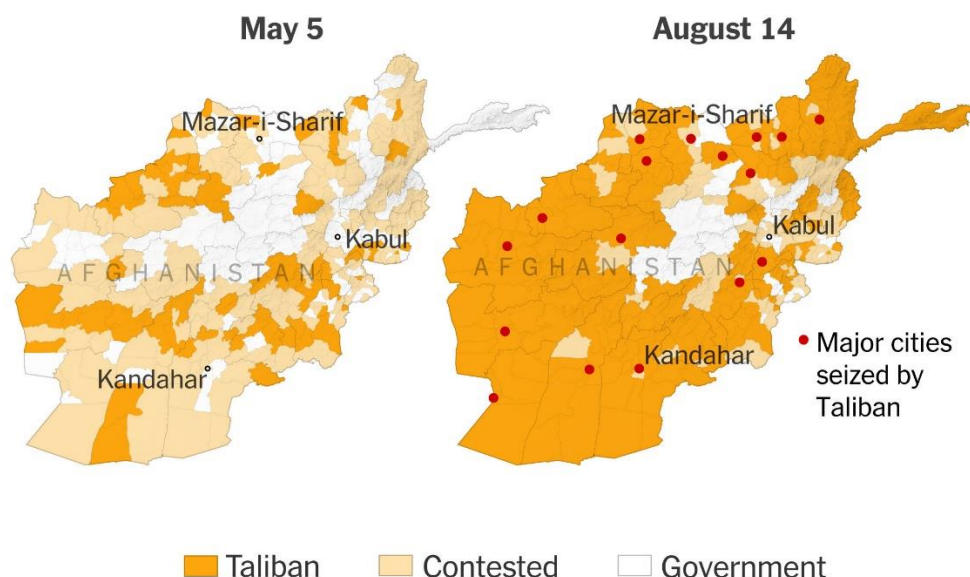 May 5
August 14
Mazar-i-Sharif
Kabul
AFGHANISTAN
Kandahar
Mazar-i-Sharif
Kabul
AFGHANISTAN
Kandahar
Major cities
seized by
Taliban
Taliban
Contested
Government